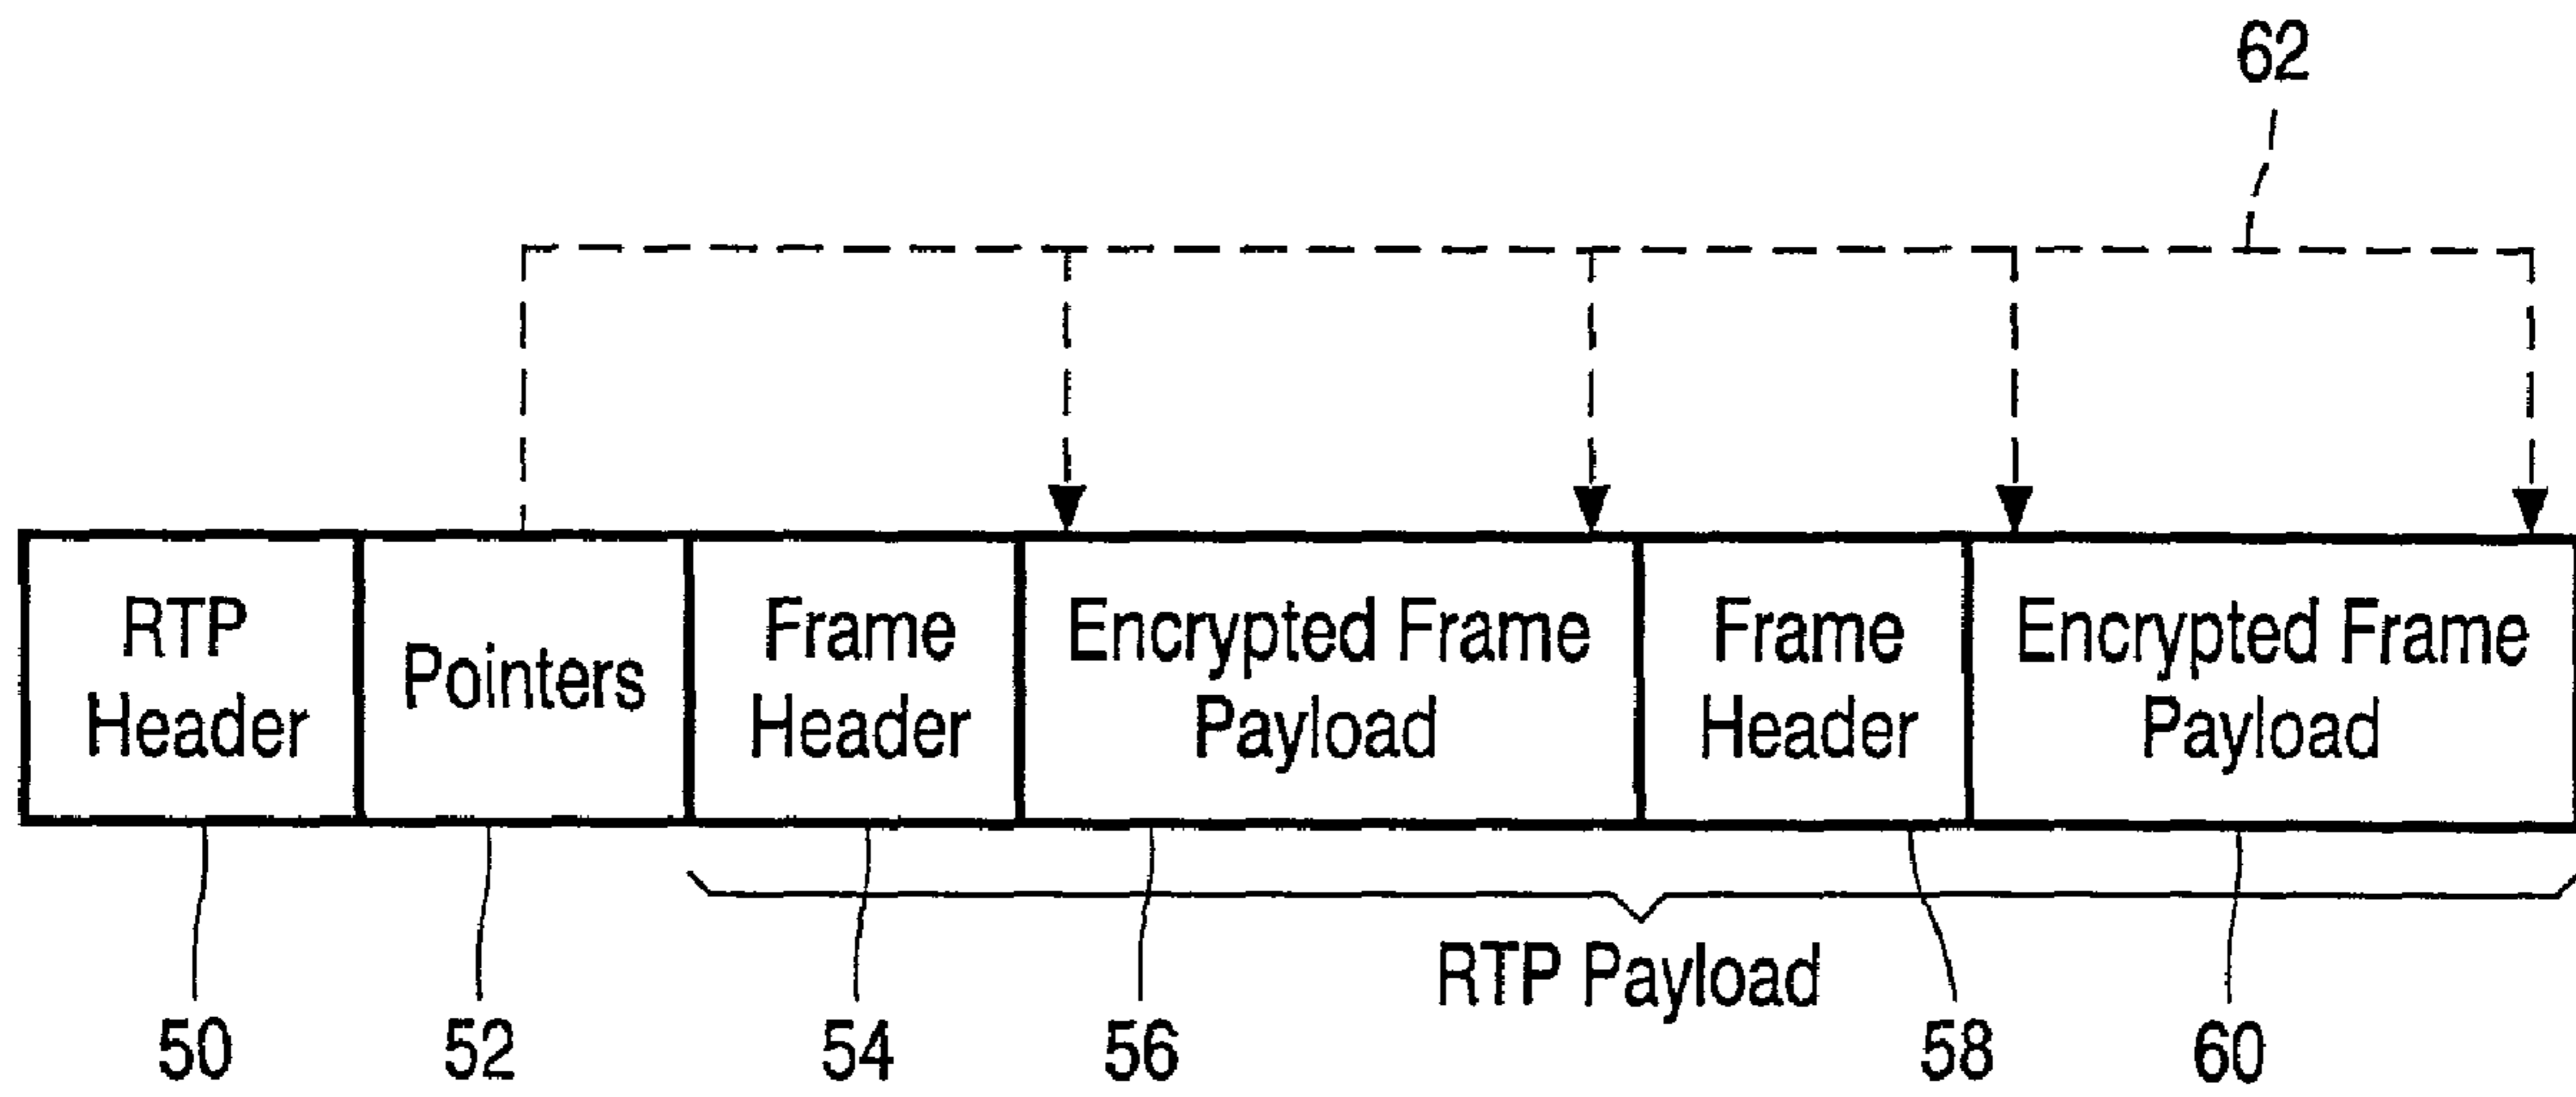 62
RTP
Header
Pointers
Frame
Header
Encrypted Frame
Payload
Frame
Header
Encrypted Frame
Payload
RTP Payload
50
52
54
56
58
60